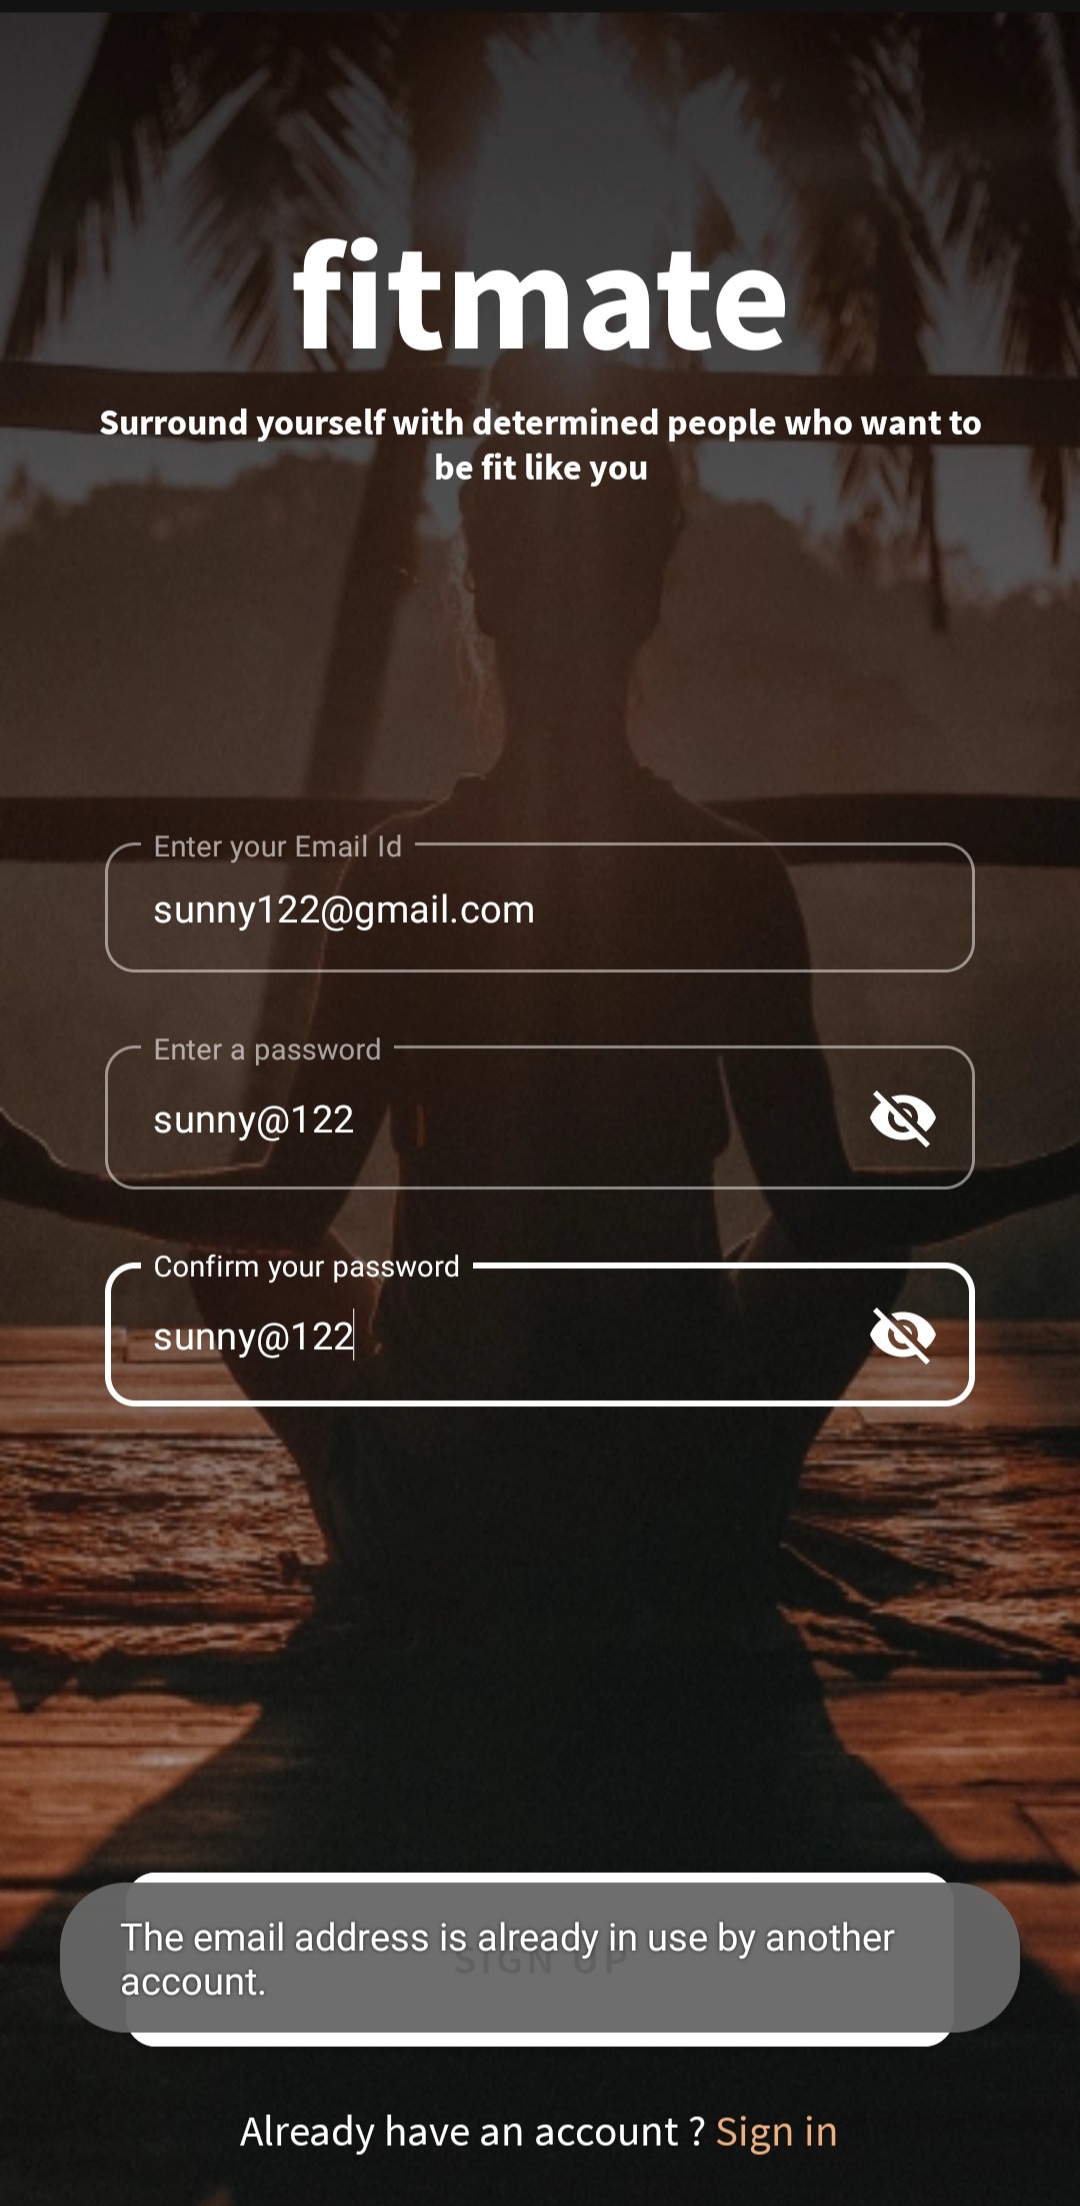 fitmate
Surround yourself with determined people who want to
be fit like you
Enter your Email Id
sunny122@gmail.com
Enter a password
sunny@122
Confirm your password
sunny@122
SIGN UP
The email address is already in use by another
account.
Already have an account ? Sign in